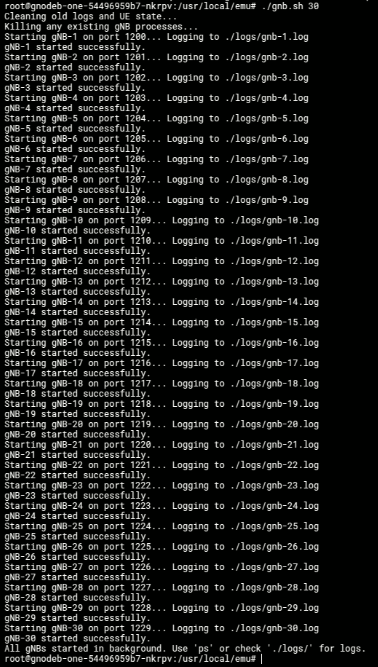 root@gnodeb-one-54496959b7-nkrpv:/usr/local/emu# ./gnb.sh 30
Cleaning old logs and UE state...
Killing any existing gNB processes...
Starting gNB-1 on port 1200... Logging to ./logs/gnb-1.log
gNB-1 started successfully.
Starting gNB-2 on port 1201... Logging to ./logs/gnb-2.log
gNB-2 started successfully.
Starting gNB-3 on port 1202... Logging to ./logs/gnb-3.log
gNB-3 started successfully.
Starting gNB-4 on port 1203... Logging to ./logs/gnb-4.log
gNB-4 started successfully.
Starting gNB-5 on port 1204... Logging to ./logs/gnb-5.log
gNB-5 started successfully.
Starting gNB-6 on port 1205... Logging to ./logs/gnb-6.log
gNB-6 started successfully.
Starting gNB-7 on port 1206... Logging to ./logs/gnb-7.log
gNB-7 started successfully.
Starting gNB-8 on port 1207... Logging to ./logs/gnb-8.log
gNB-8 started successfully.
Starting gNB-9 on port 1208... Logging to ./logs/gnb-9.log
gNB-9 started successfully.
Starting gNB-10 on port 1209... Logging to ./logs/gnb-10.log
gNB-10 started successfully.
Starting gNB-11 on port 1210... Logging to ./logs/gnb-11.log
gNB-11 started successfully.
Starting gNB-12 on port 1211... Logging to ./logs/gnb-12.log
gNB-12 started successfully.
Starting gNB-13 on port 1212... Logging to ./logs/gnb-13.log
gNB-13 started successfully.
Starting gNB-14 on port 1213... Logging to ./logs/gnb-14.log
gNB-14 started successfully.
Starting gNB-15 on port 1214... Logging to ./logs/gnb-15.log
gNB-15 started successfully.
Starting gNB-16 on port 1215... Logging to ./logs/gnb-16.log
gNB-16 started successfully.
Starting gNB-17 on port 1216... Logging to ./logs/gnb-17.log
gNB-17 started successfully.
Starting gNB-18 on port 1217... Logging to ./logs/gnb-18.log
gNB-18 started successfully.
Starting gNB-19 on port 1218... Logging to ./logs/gnb-19.log
gNB-19 started successfully.
Starting gNB-20 on port 1219... Logging to ./logs/gnb-20.log
gNB-20 started successfully.
Starting gNB-21 on port 1220... Logging to ./logs/gnb-21.log
gNB-21 started successfully.
Starting gNB-22 on port 1221... Logging to ./logs/gnb-22.log
gNB-22 started successfully.
Starting gNB-23 on port 1222... Logging to ./logs/gnb-23.log
gNB-23 started successfully.
Starting gNB-24 on port 1223... Logging to ./logs/gnb-24.log
gNB-24 started successfully.
Starting gNB-25 on port 1224... Logging to ./logs/gnb-25.log
gNB-25 started successfully.
Starting gNB-26 on port 1225... Logging to ./logs/gnb-26.log
gNB-26 started successfully.
Starting gNB-27 on port 1226... Logging to ./logs/gnb-27.log
gNB-27 started successfully.
Starting gNB-28 on port 1227... Logging to ./logs/gnb-28.log
gNB-28 started successfully.
Starting gNB-29 on port 1228... Logging to ./logs/gnb-29.log
gNB-29 started successfully.
Starting gNB-30 on port 1229... Logging to ./logs/gnb-30.log
gNB-30 started successfully.
All gNBs started in background. Use 'ps' or check './logs/' for logs.
root@gnodeb-one-54496959b7-nkrpv:/usr/local/emu#